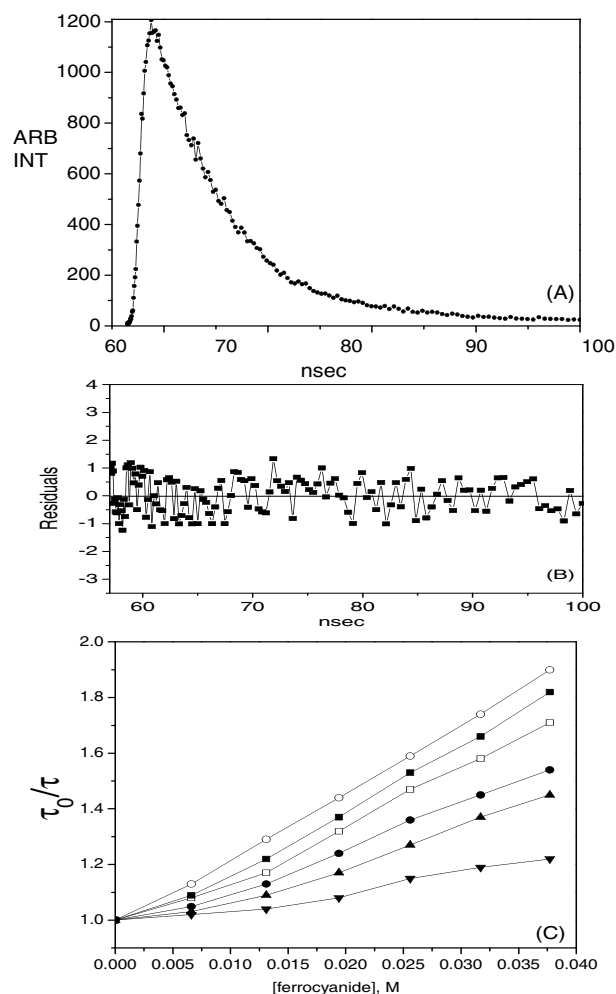 1200
1000
ARB
INT
800
600
400
200
0
(A)
60 70 80 90 100
nsec
4
3
2
1
0
-1
-2
-3
Residuals
(B)
60 70 80 90 100
nsec
2.0
1.8
1.6
1.4
1.2
1.0
τ0/τ
(C)
0.000 0.005 0.010 0.015 0.020 0.025 0.030 0.035 0.040
[ferrocyanide], M